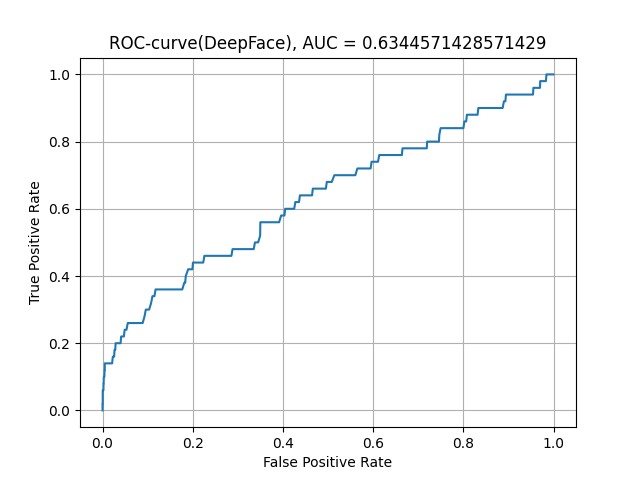 ROC-curve(DeepFace), AUC = 0.6344571428571429
1.0
0.8
0.6
0.4
0.2
0.0
True Positive Rate
0.0 0.2 0.4 0.6 0.8 1.0
False Positive Rate